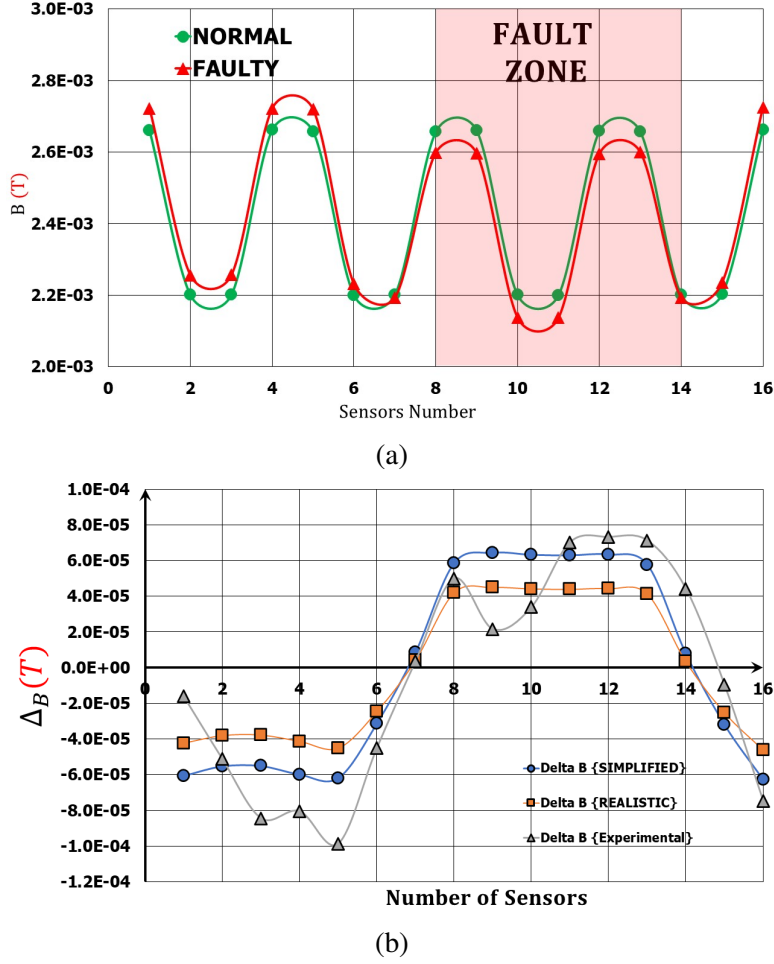 3.0E-03
NORMAL
FAULTY
FAULT
ZONE
2.8E-03
2.6E-03
B (T)
2.4E-03
2.2E-03
2.0E-03
0 2 4 6 8 10 12 14 16
Sensors Number
(a)
1.0E-04
8.0E-05
6.0E-05
4.0E-05
2.0E-05
0.0E+00
0 2 4 6 8 10 12 14 16
ΔB (T)
-2.0E-05
-4.0E-05
-6.0E-05
-8.0E-05
-1.0E-04
-1.2E-04
Delta B {SIMPLIFIED}
Delta B {REALISTIC}
Delta B {Experimental}
Number of Sensors
(b)